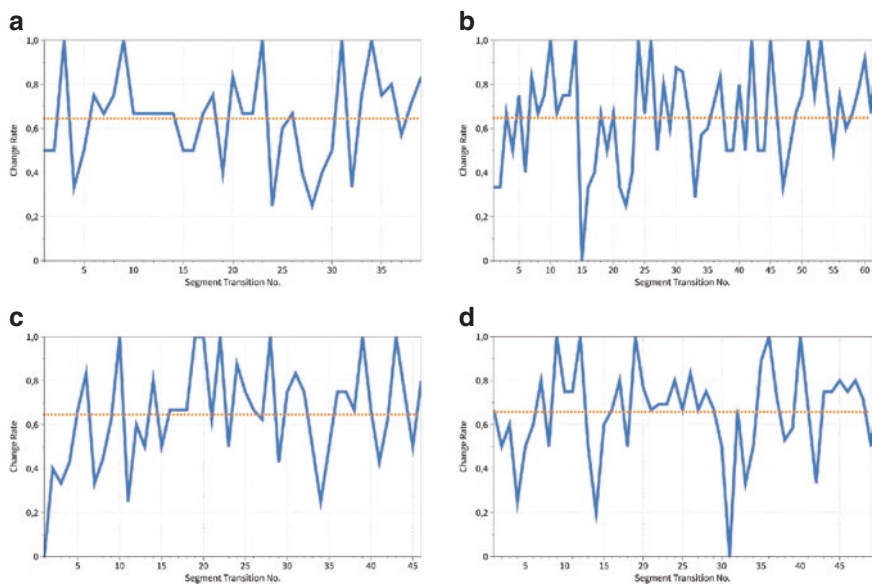 a
1,0
0,8
0,6
0,4
0,2
0
Change Rate
5 10 15 20 25 30 35
Segment Transition No.
b
1,0
0,8
0,6
0,4
0,2
0
Change Rate
5 10 15 20 25 30 35 40 45 50 55 60
Segment Transition No.
c
1,0
0,8
0,6
0,4
0,2
0
Change Rate
5 10 15 20 25 30 35 40 45
Segment Transition No.
d
1,0
0,8
0,6
0,4
0,2
0
Change Rate
5 10 15 20 25 30 35 40 45
Segment Transition No.